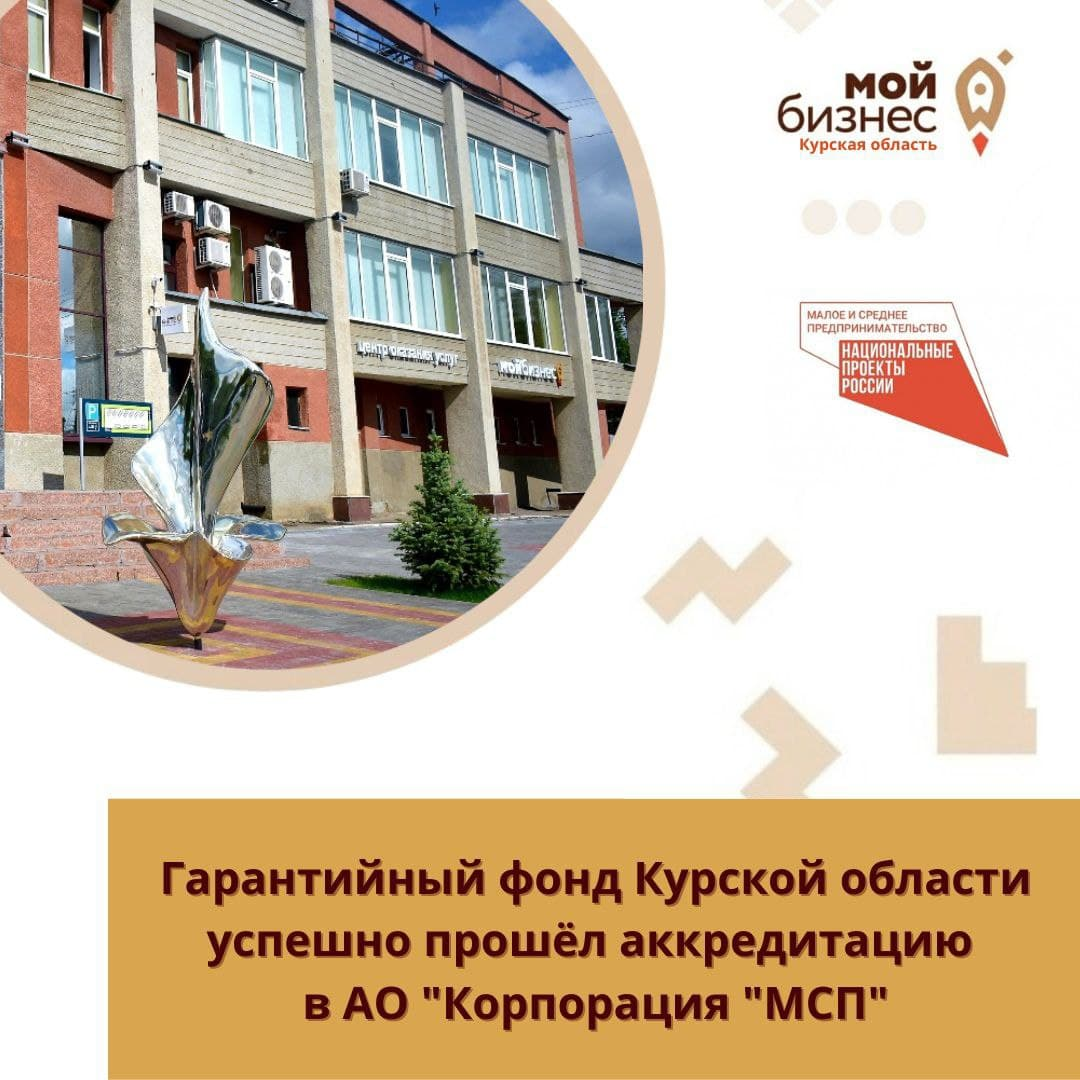 мой
бизнес
Курская область
МАЛОЕ И СРЕДНЕЕ
ПРЕДПРИНИМАТЕЛЬСТВО
НАЦИОНАЛЬНЫЕ
ПРОЕКТЫ
РОССИИ
центр оказания услуг
мойбизнес
P
Гарантийный фонд Курской области
успешно прошёл аккредитацию
в АО "Корпорация "МСП"